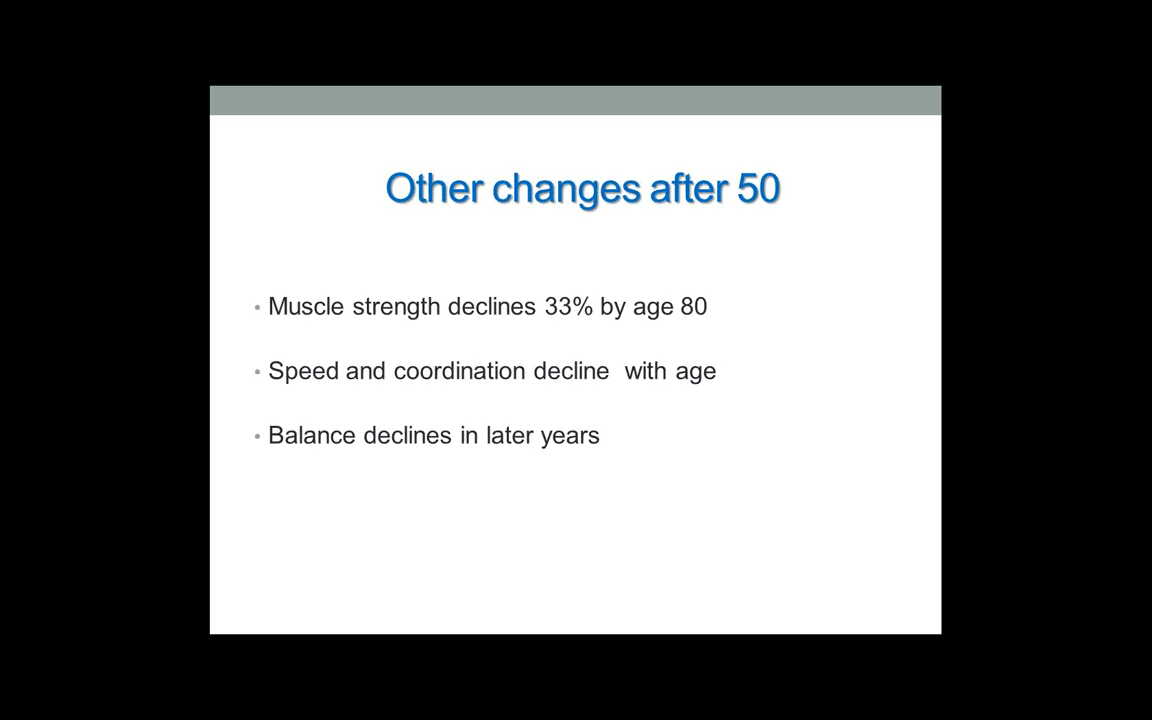 Other changes after 50
• Muscle strength declines 33% by age 80
• Speed and coordination decline  with age
• Balance declines in later years